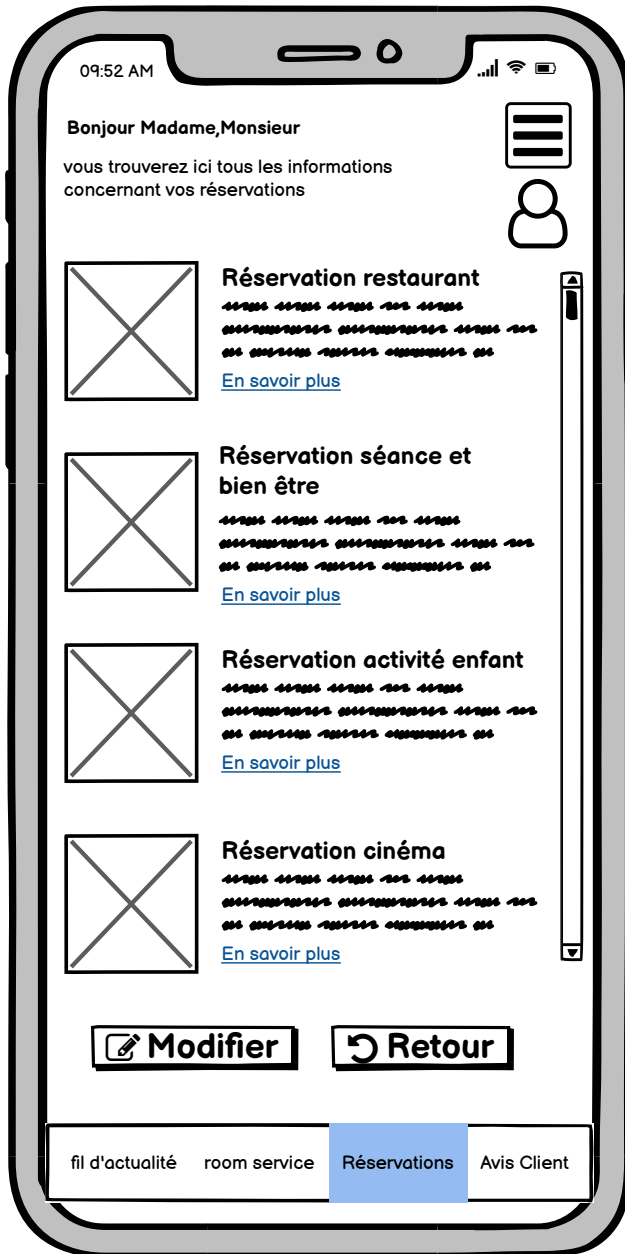 09:52 AM
Bonjour Madame,Monsieur
vous trouverez ici tous les informations
concernant vos réservations
Réservation restaurant
En savoir plus
Réservation séance et
bien être
En savoir plus
Réservation activité enfant
En savoir plus
Réservation cinéma
En savoir plus
Modifier
Retour
fil d'actualité
room service
Réservations
Avis Client